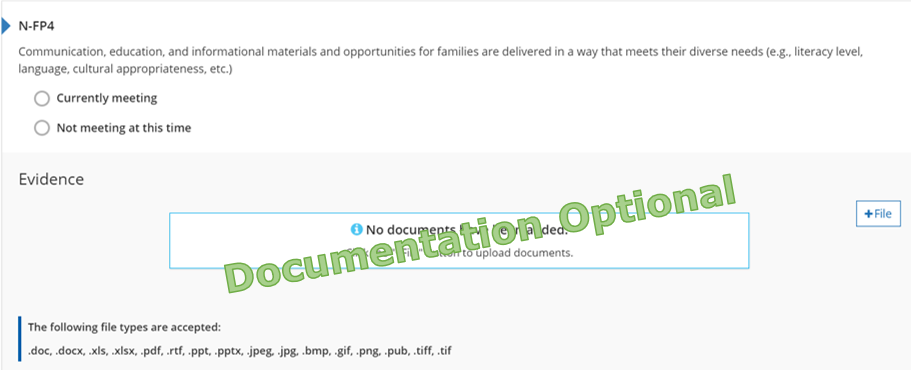 N-FP4
Communication, education, and informational materials and opportunities for families are delivered in a way that meets their diverse needs (e.g., literacy level,
language, cultural appropriateness, etc.)
Currently meeting
Not meeting at this time
Evidence
+File
No documents
to upload documents.
Documentation Optional
The following file types are accepted:
.doc, .docx, .xls, .xlsx, .pdf, .rtf, .ppt, .pptx, .jpeg, .jpg, .bmp, .gif, .png, .pub, .tiff, .tif